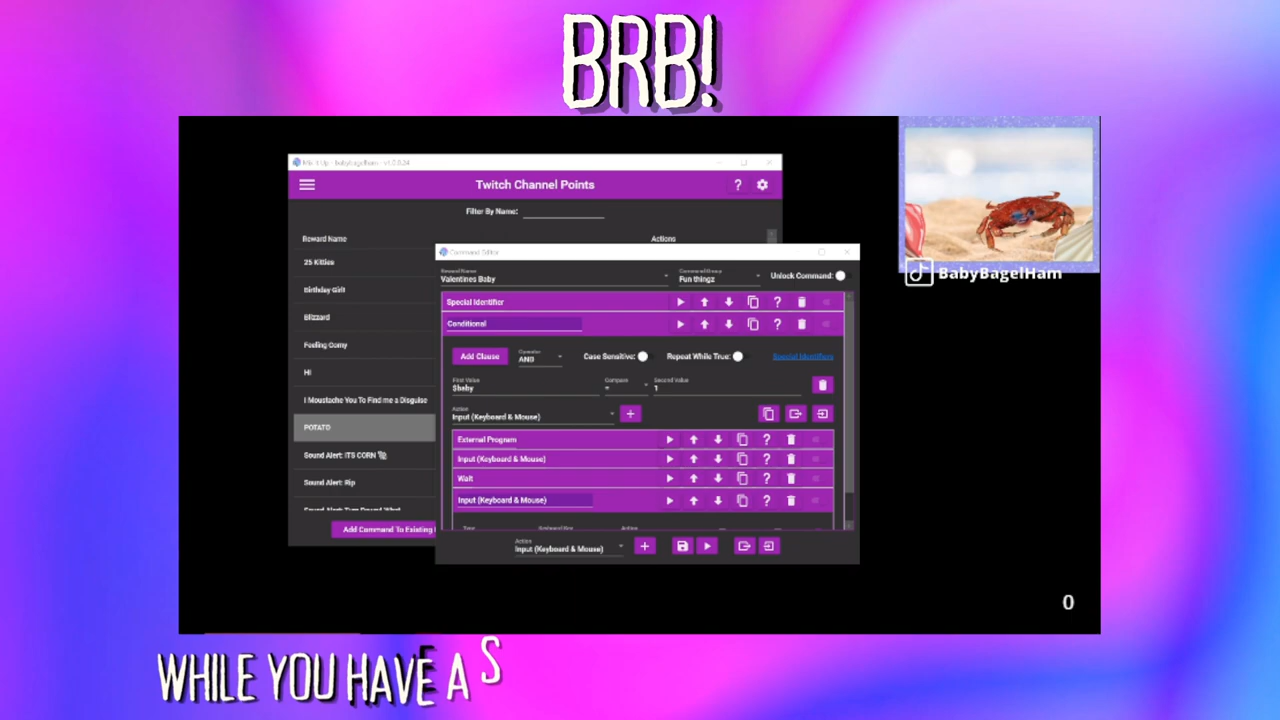 BRB!
Mix It Up - babybagelham - v1.0.0.24
Twitch Channel Points
?
Filter By Name:
Reward Name
Actions
25 Kitties
Birthday Girl!
Blizzard
Feeling Corny
Hi
I Moustache You To Find me a Disguise
POTATO
Sound Alert: ITS CORN
Sound Alert: Rip
Add Command To Existing
Command Editor
Reward Name
Valentines Baby
Command Group
Fun thingz
Unlock Command:
Special Identifier
?
Conditional
?
Add Clause
Operator
AND
Case Sensitive:
Repeat While True:
Special Identifiers
First Value
$baby
Compare
=
Second Value
1
Action
Input (Keyboard & Mouse)
External Program
?
Input (Keyboard & Mouse)
?
Wait
?
Input (Keyboard & Mouse)
?
Action
Input (Keyboard & Mouse)
BabyBagelHam
0
WHILE YOU HAVE A S